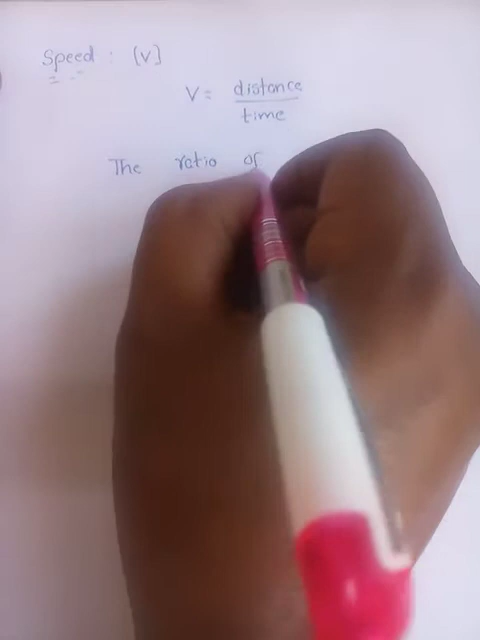 Speed : [V]
V = distance
time
The ratio of